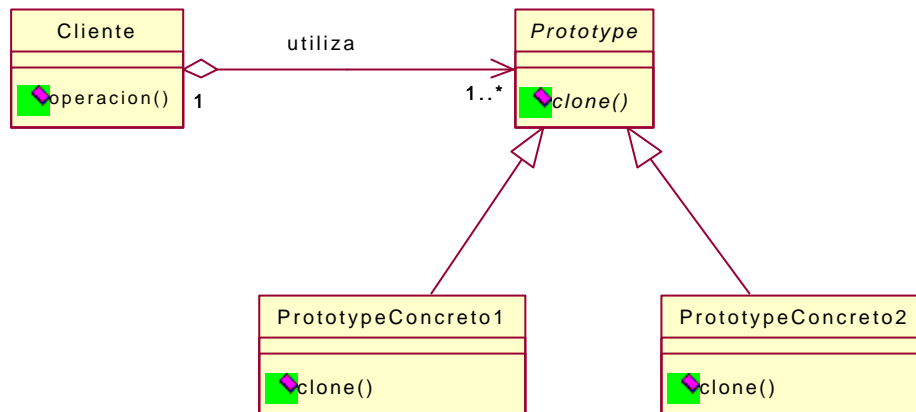 Cliente
Prototype
utiliza
operacion()
1
1..*
clone()
PrototypeConcreto1
PrototypeConcreto2
clone()
clone()